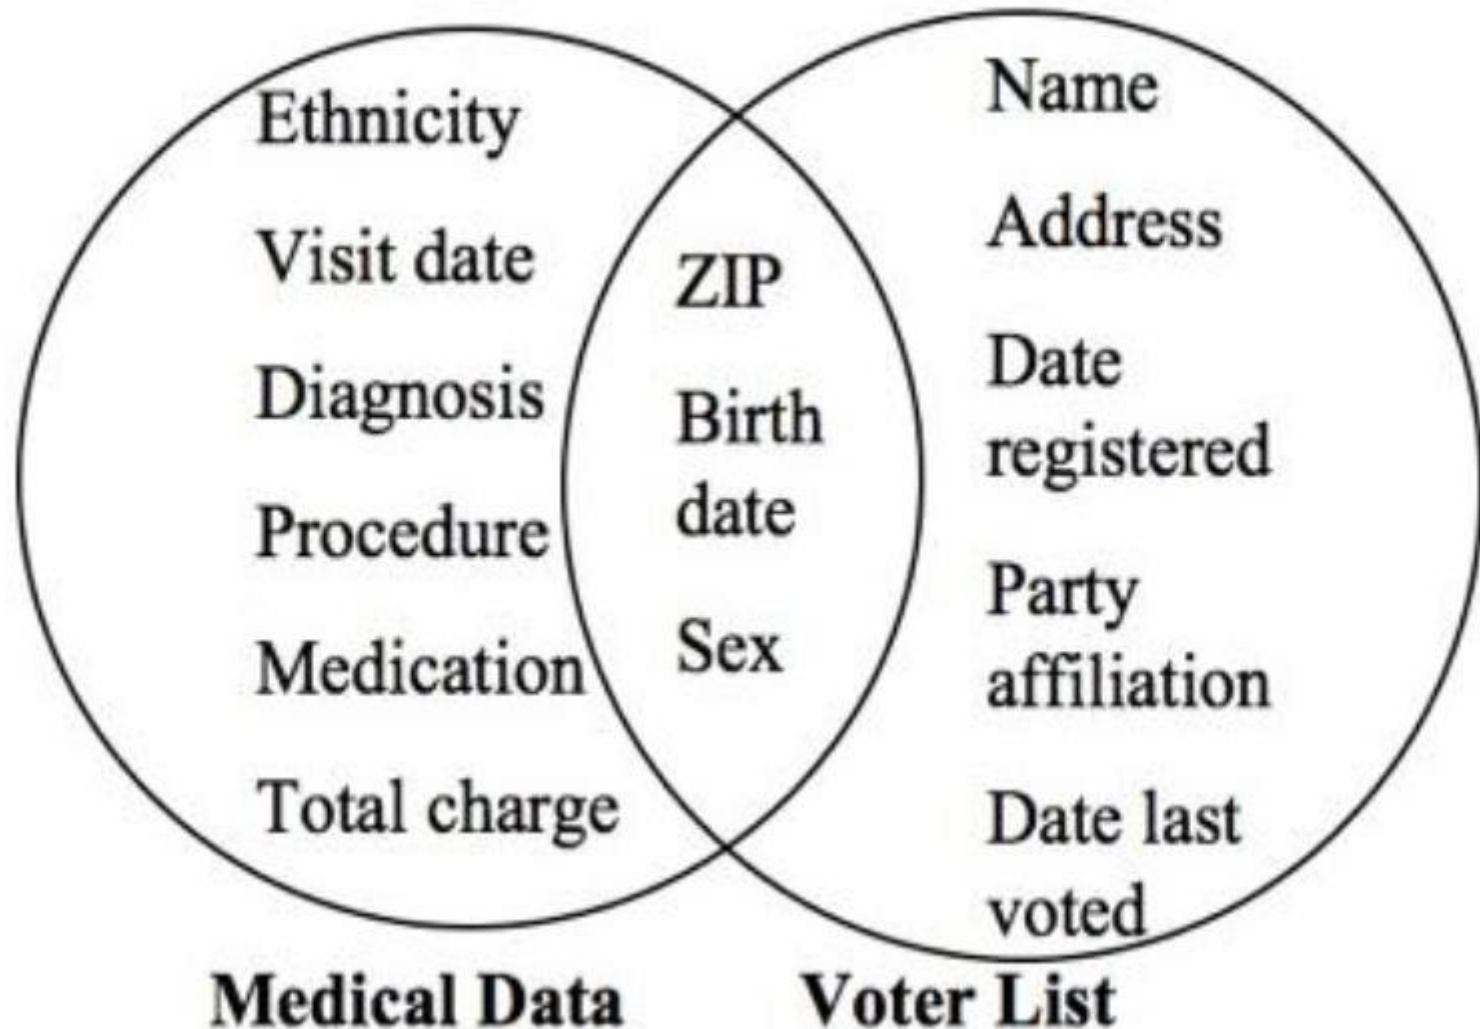 Ethnicity
Visit date
Diagnosis
Procedure
Medication
Total charge
ZIP
Birth
date
Sex
Name
Address
Date
registered
Party
affiliation
Date last
voted
Medical Data
Voter List